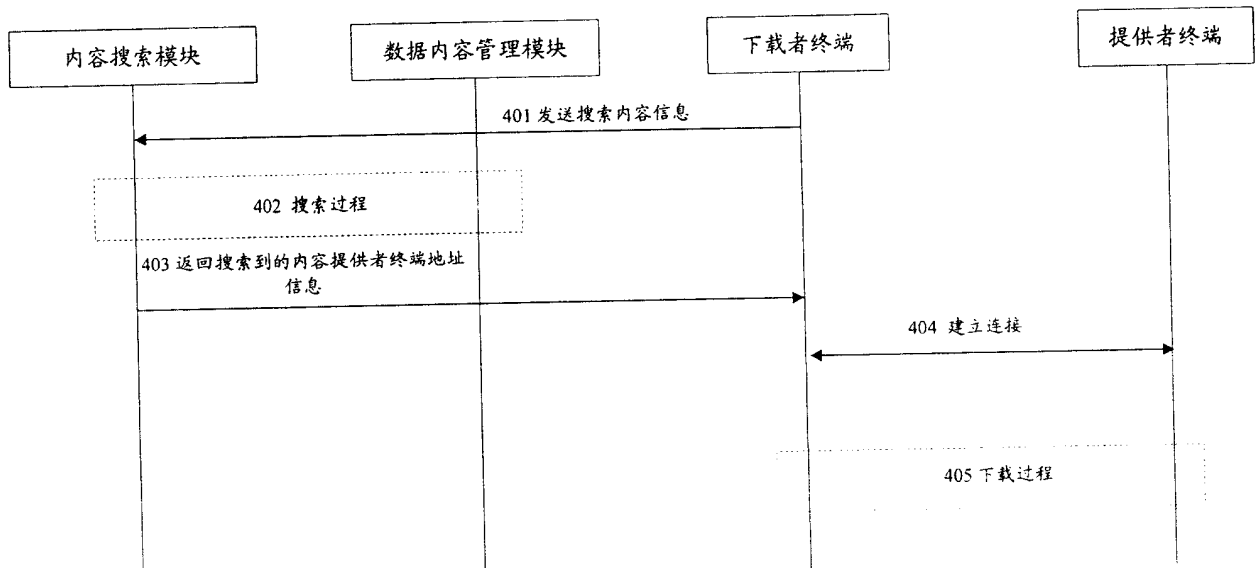 内容搜索模块
数据内容管理模块
下载者终端
提供者终端
401 发送搜索内容信息
402 搜索过程
403 返回搜索到的内容提供者终端地址
信息
404 建立连接
405 下载过程